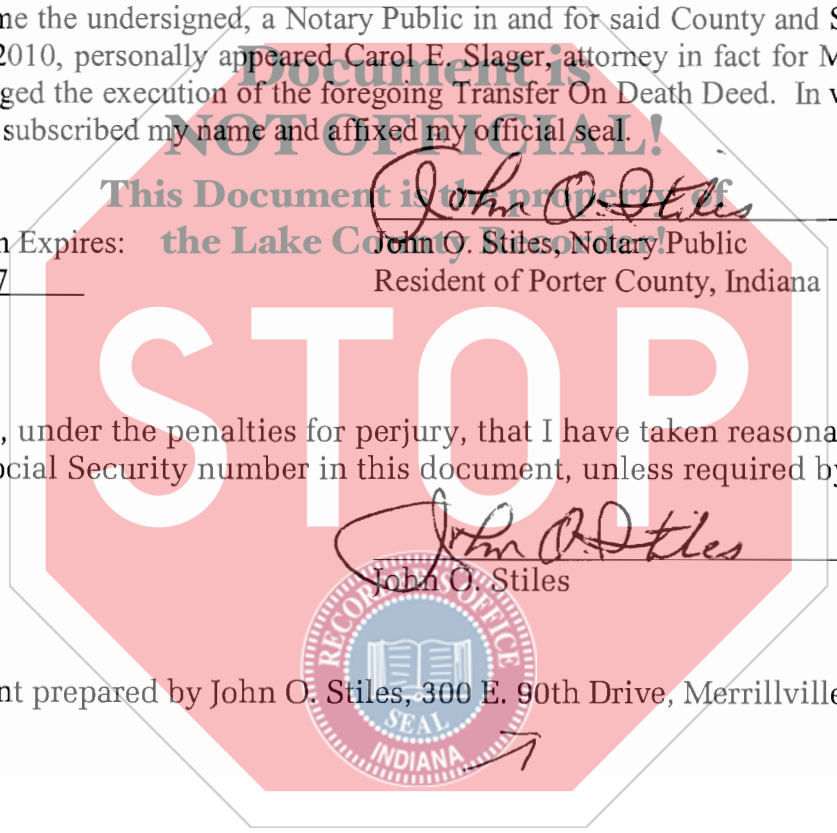 me the undersigned, a Notary Public in and for said County and S
2010, personally appeared Carol E. Slager, attorney in fact for M
ged the execution of the foregoing Transfer On Death Deed. In w
subscribed my name and affixed my official seal.
Document is
NOT OFFICIAL!
This Document is the property of
the Lake County Recorder!
John O. Stiles
n Expires:
7
John O. Stiles, Notary Public
Resident of Porter County, Indiana
STOP
, under the penalties for perjury, that I have taken reasona
ocial Security number in this document, unless required by
John O. Stiles
John O. Stiles
RECORDER'S OFFICE
SEAL
INDIANA
nt prepared by John O. Stiles, 300 E. 90th Drive, Merrillville